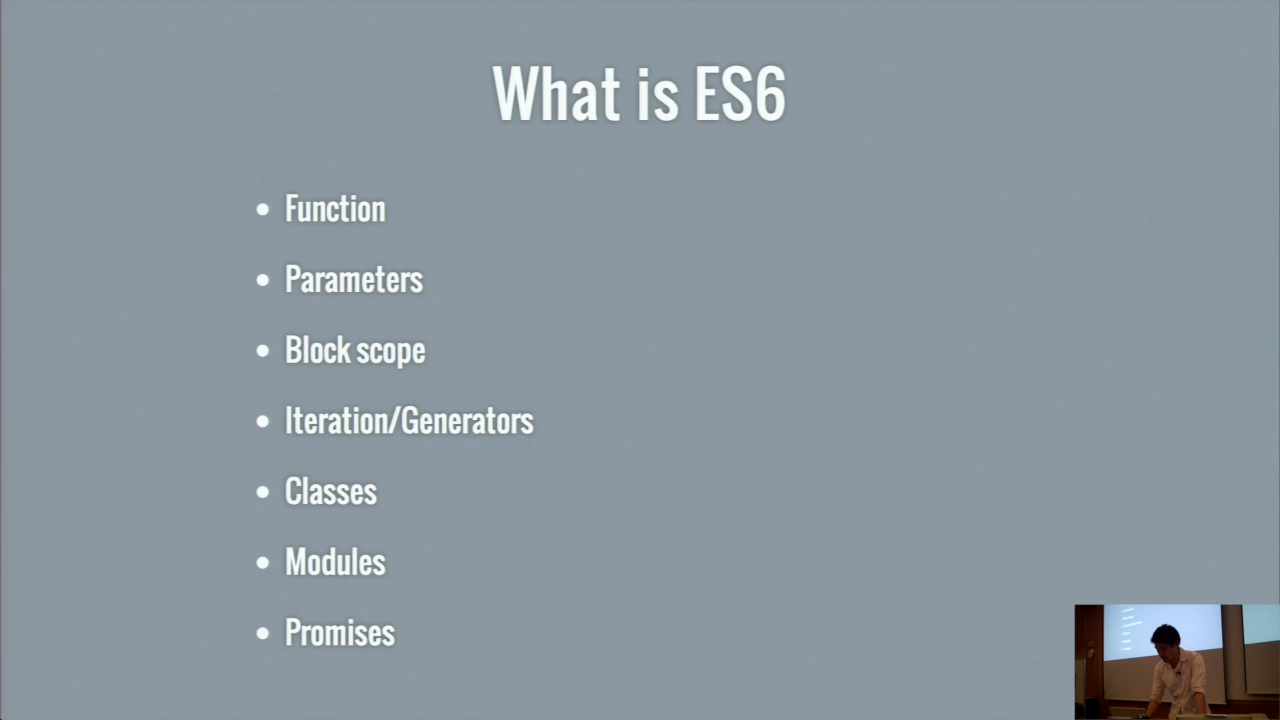 What is ES6
Function
Parameters
Block scope
Iteration/Generators
Classes
Modules
Promises